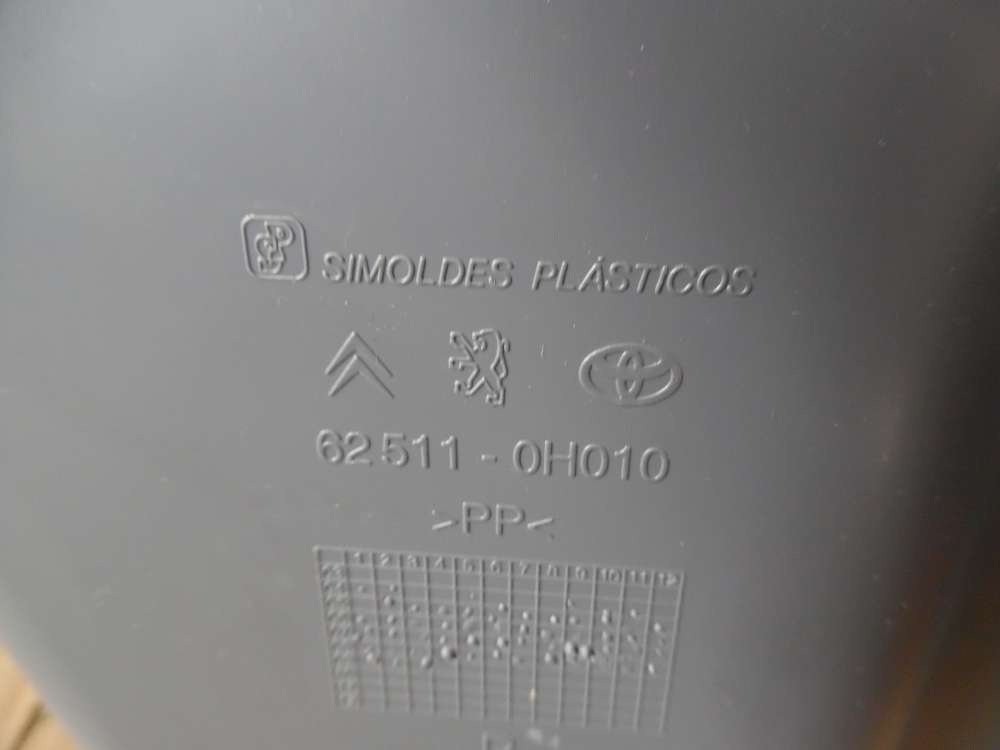 SIMOLDES PLÁSTICOS
62511-0H010
>PP<
1 2 3 4 5 6 7 8 9 10 11 12